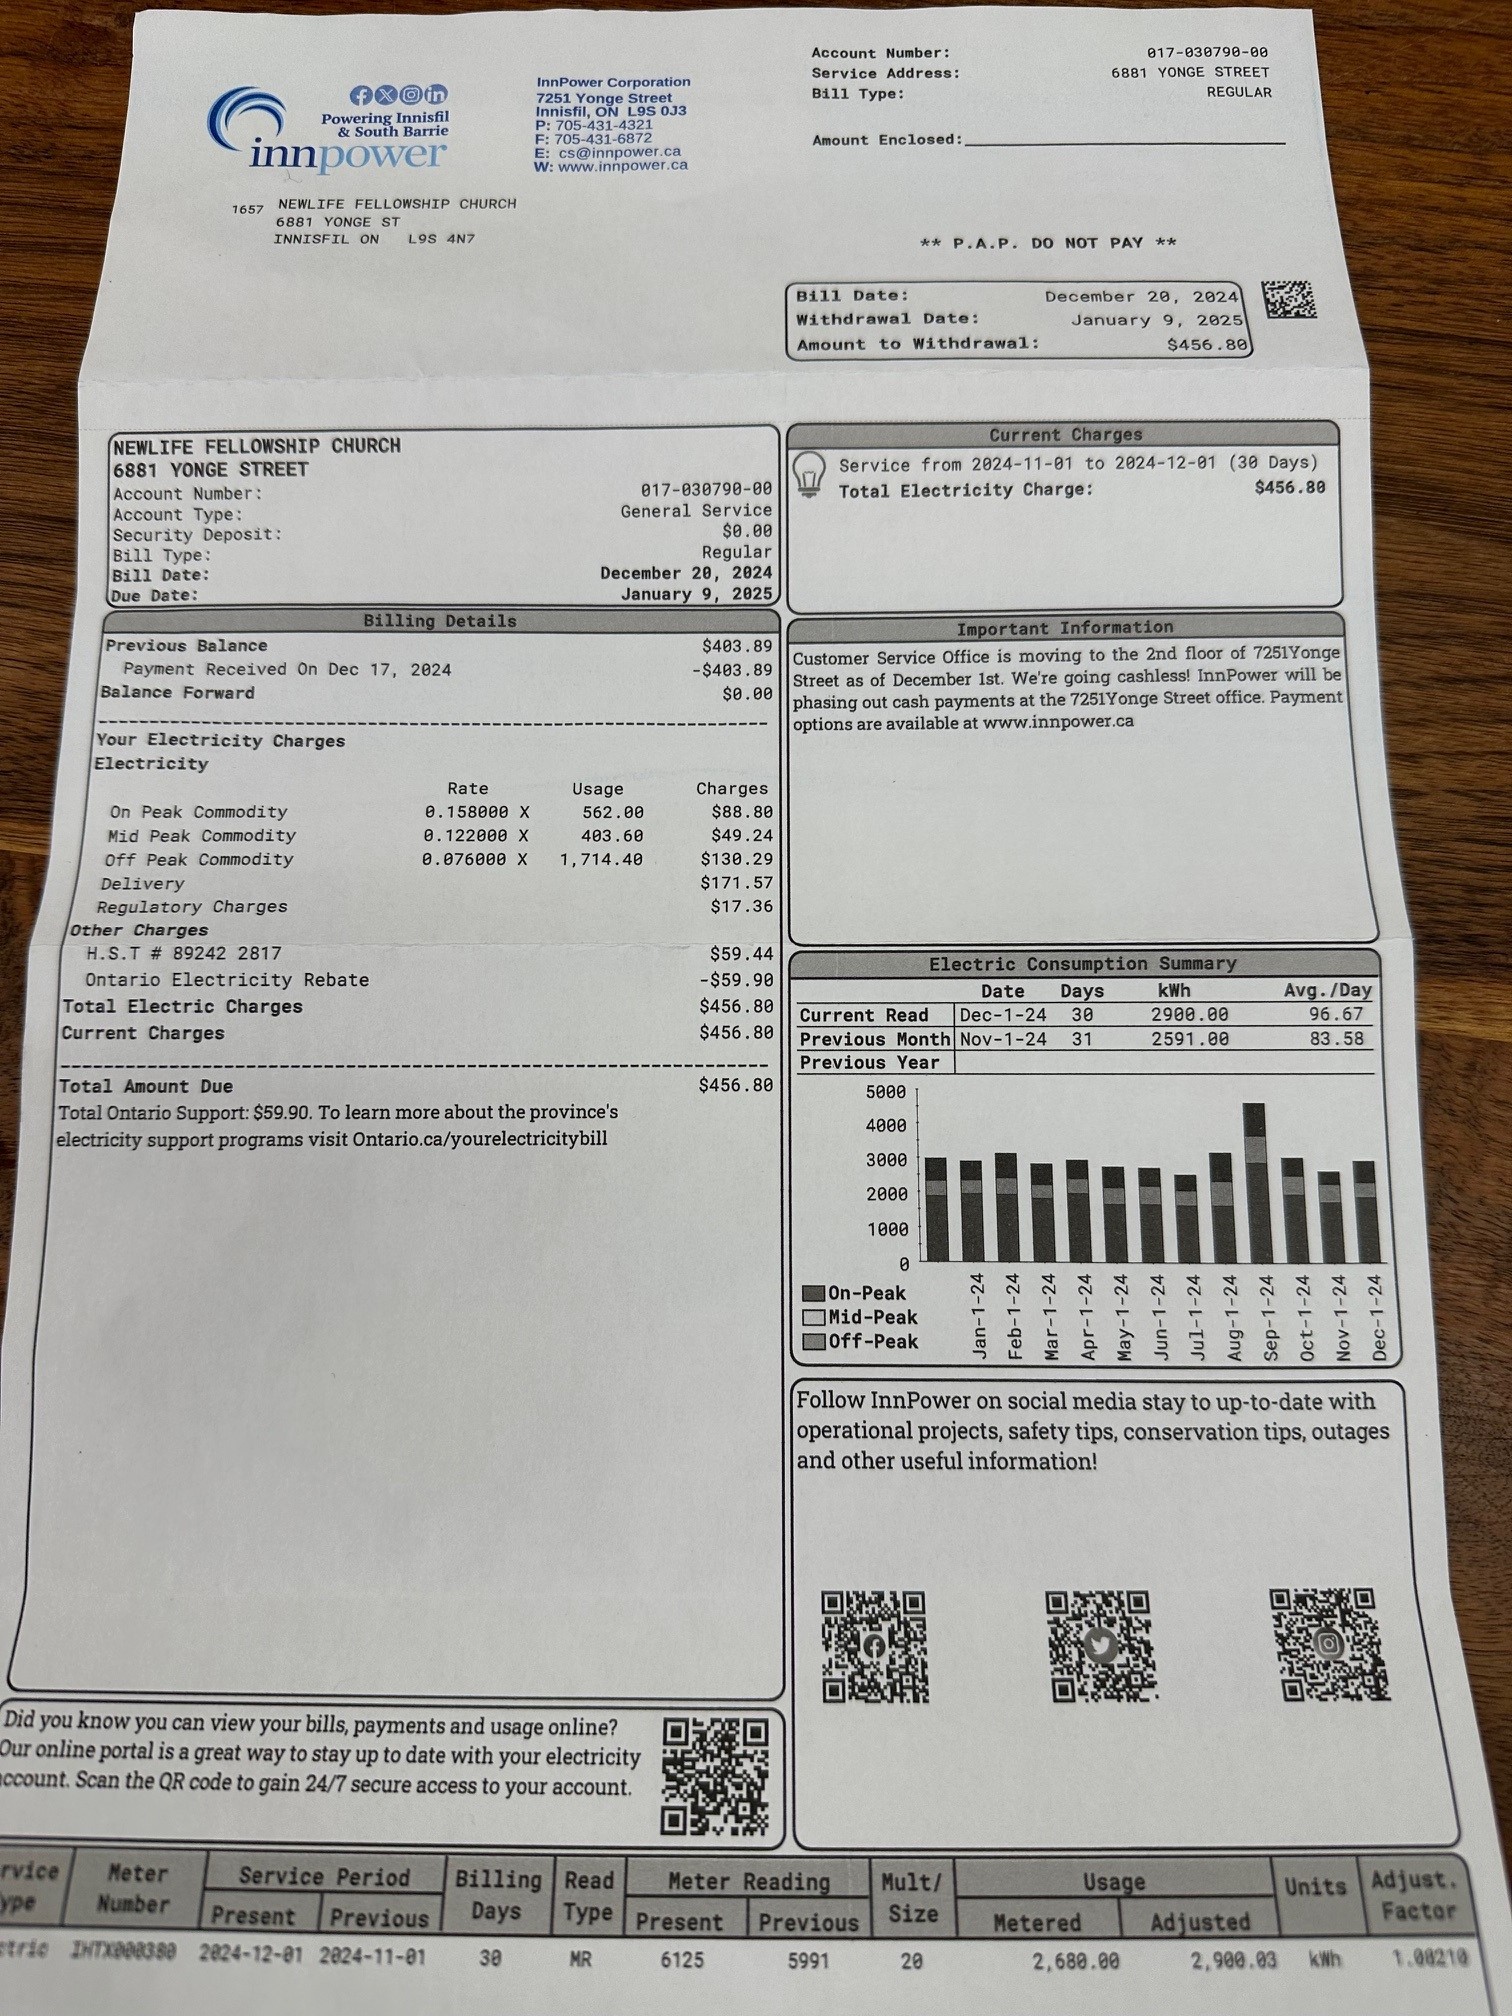 Account Number: 017-030790-00
Service Address: 6881 YONGE STREET
Bill Type: REGULAR
Amount Enclosed:
Powering Innisfil
& South Barrie
innpower
InnPower Corporation
7251 Yonge Street
Innisfil, ON L9S 0J3
P: 705-431-4321
F: 705-431-6872
E: cs@innpower.ca
W: www.innpower.ca
1657 NEWLIFE FELLOWSHIP CHURCH
6881 YONGE ST
INNISFIL ON L9S 4N7
** P.A.P. DO NOT PAY **
Bill Date: December 20, 2024
Withdrawal Date: January 9, 2025
Amount to Withdrawal: $456.80
NEWLIFE FELLOWSHIP CHURCH
6881 YONGE STREET
Account Number: 017-030790-00
Account Type: General Service
Security Deposit: $0.00
Bill Type: Regular
Bill Date: December 20, 2024
Due Date: January 9, 2025
Billing Details
Previous Balance $403.89
Payment Received On Dec 17, 2024 -$403.89
Balance Forward $0.00
Your Electricity Charges
Electricity
Rate Usage Charges
On Peak Commodity 0.158000 X 562.00 $88.80
Mid Peak Commodity 0.122000 X 403.60 $49.24
Off Peak Commodity 0.076000 X 1,714.40 $130.29
Delivery $171.57
Regulatory Charges $17.36
Other Charges
H.S.T # 89242 2817 $59.44
Ontario Electricity Rebate -$59.90
Total Electric Charges $456.80
Current Charges $456.80
Total Amount Due $456.80
Total Ontario Support: $59.90. To learn more about the province's
electricity support programs visit Ontario.ca/yourelectricitybill
Current Charges
Service from 2024-11-01 to 2024-12-01 (30 Days)
Total Electricity Charge: $456.80
Important Information
Customer Service Office is moving to the 2nd floor of 7251Yonge
Street as of December 1st. We're going cashless! InnPower will be
phasing out cash payments at the 7251Yonge Street office. Payment
options are available at www.innpower.ca
Electric Consumption Summary
Date Days kWh Avg./Day
Current Read Dec-1-24 30 2900.00 96.67
Previous Month Nov-1-24 31 2591.00 83.58
Previous Year
5000
4000
3000
2000
1000
0
Jan-1-24 Feb-1-24 Mar-1-24 Apr-1-24 May-1-24 Jun-1-24 Jul-1-24 Aug-1-24 Sep-1-24 Oct-1-24 Nov-1-24 Dec-1-24
On-Peak
Mid-Peak
Off-Peak
Follow InnPower on social media stay to up-to-date with
operational projects, safety tips, conservation tips, outages
and other useful information!
Did you know you can view your bills, payments and usage online?
Our online portal is a great way to stay up to date with your electricity
ccount. Scan the QR code to gain 24/7 secure access to your account.
rvice Meter Service Period Billing Read Meter Reading Mult/ Usage Units Adjust.
ype Number Present Previous Days Type Present Previous Size Metered Adjusted Factor
ctric IHTX000380 2024-12-01 2024-11-01 30 MR 6125 5991 20 2,680.00 2,900.03 kWh